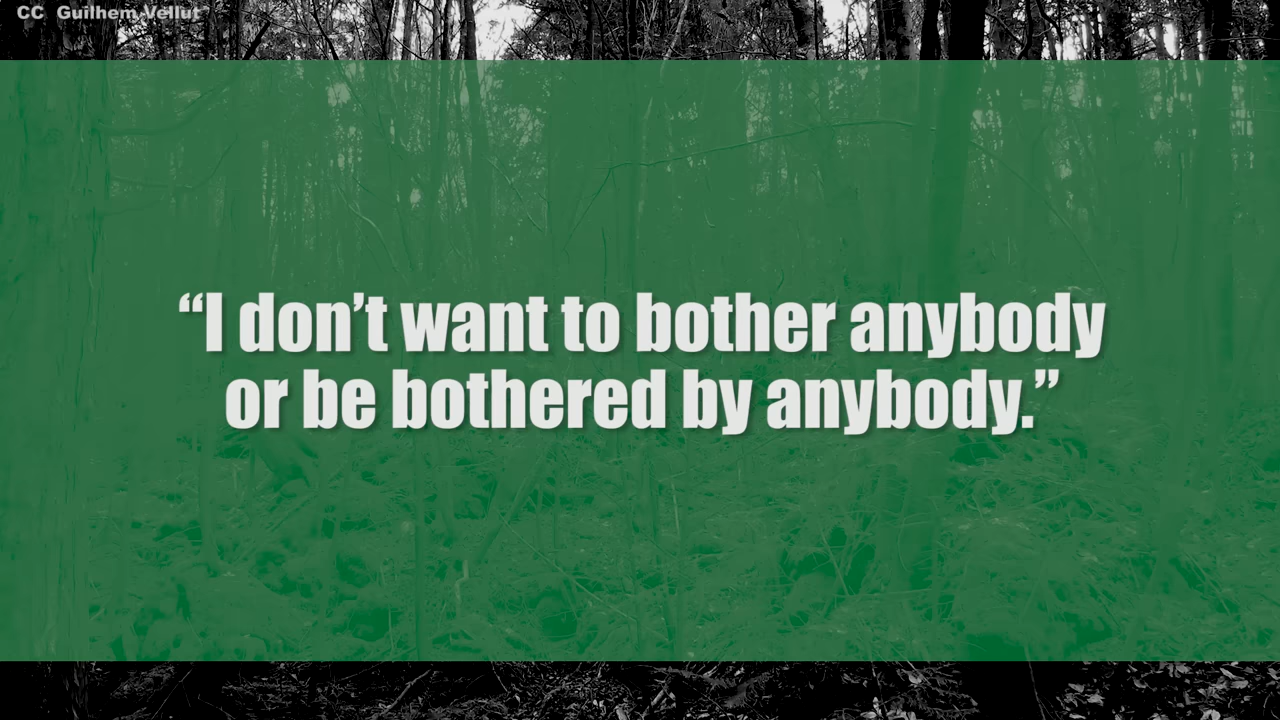 CC Guilhem Vellut
“I don’t want to bother anybody
or be bothered by anybody.”